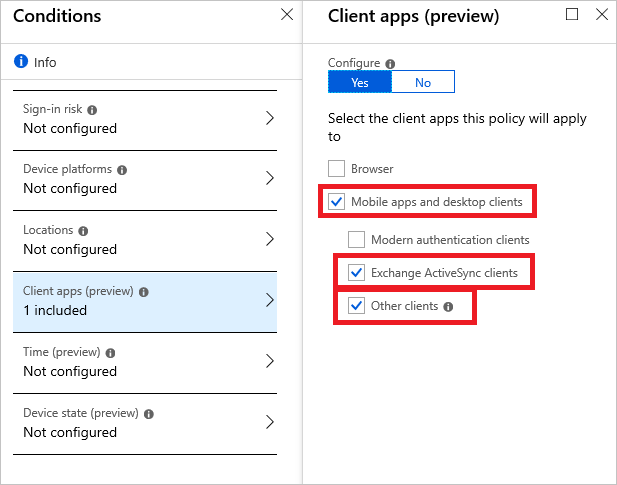 Conditions
Info
Sign-in risk
Not configured
Device platforms
Not configured
Locations
Not configured
Client apps (preview)
1 included
Time (preview)
Not configured
Device state (preview)
Not configured
Client apps (preview)
Configure
Yes No
Select the client apps this policy will apply
to
Browser
Mobile apps and desktop clients
Modern authentication clients
Exchange ActiveSync clients
Other clients